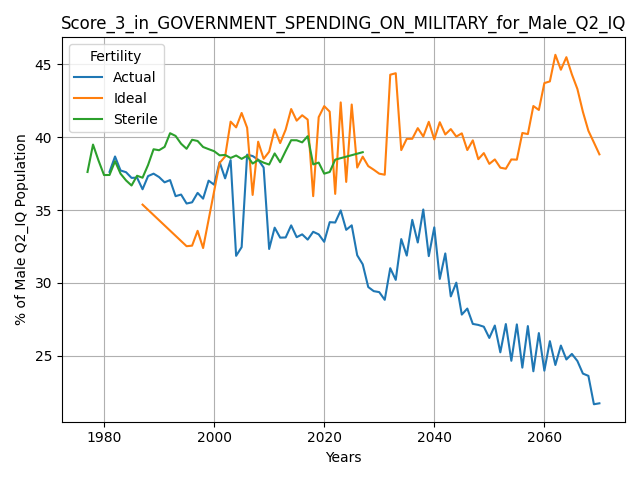 Score_3_in_GOVERNMENT_SPENDING_ON_MILITARY_for_Male_Q2_IQ
Fertility
Actual
Ideal
Sterile
% of Male Q2_IQ Population
45
40
35
30
25
1980
2000
2020
2040
2060
Years